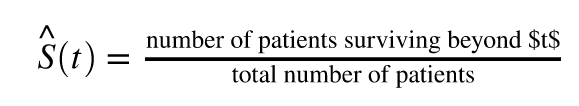 Ŝ(t) = number of patients surviving beyond $t$ / total number of patients